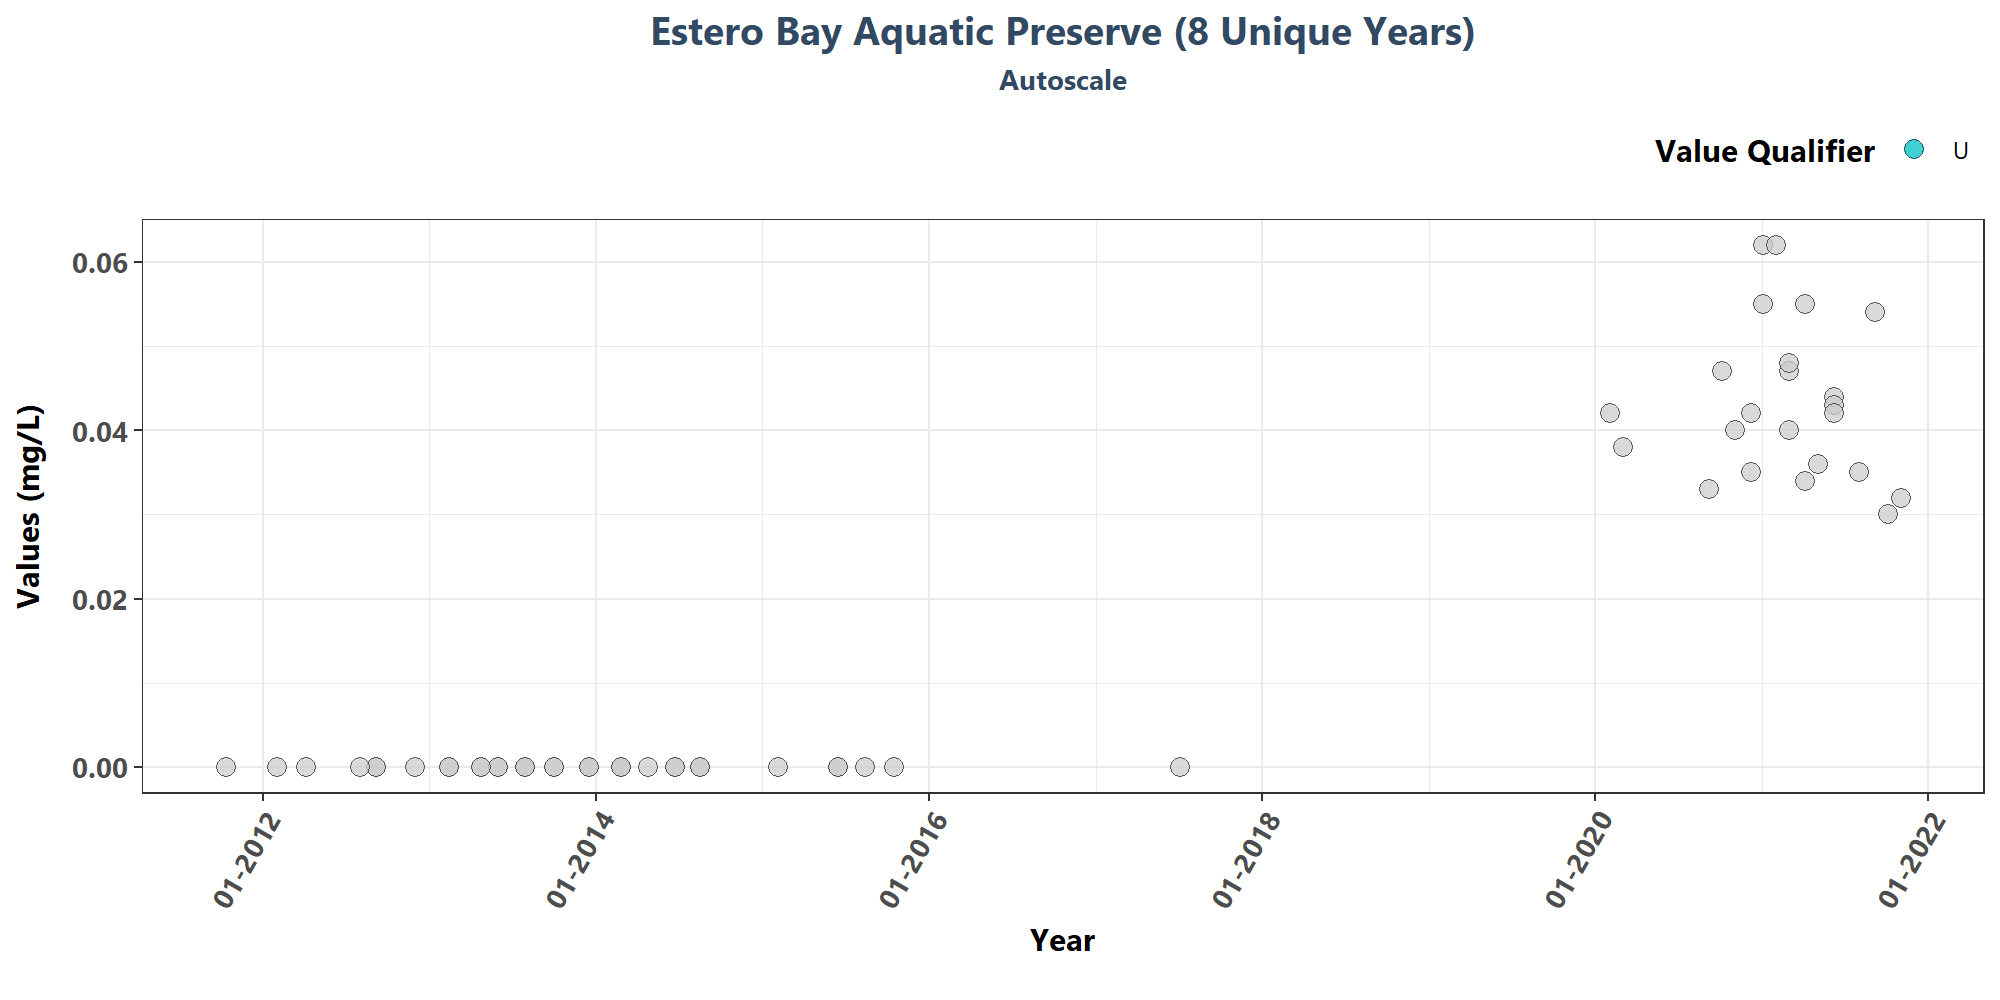 Estero Bay Aquatic Preserve (8 Unique Years)
Autoscale
Value Qualifier U
0.06
0.04
0.02
0.00
Values (mg/L)
01-2012 01-2014 01-2016 01-2018 01-2020 01-2022
Year